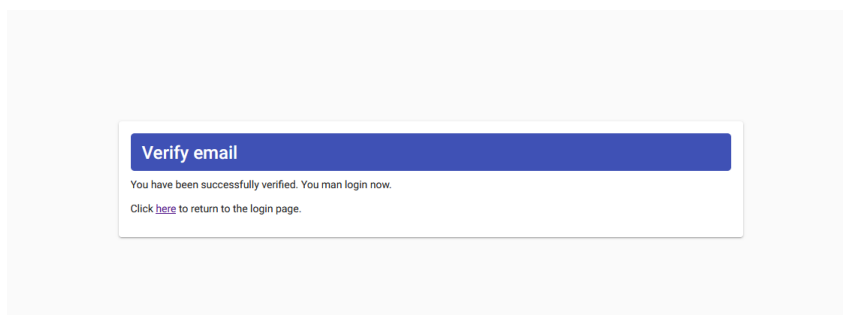 Verify email
You have been successfully verified. You man login now.
Click here to return to the login page.